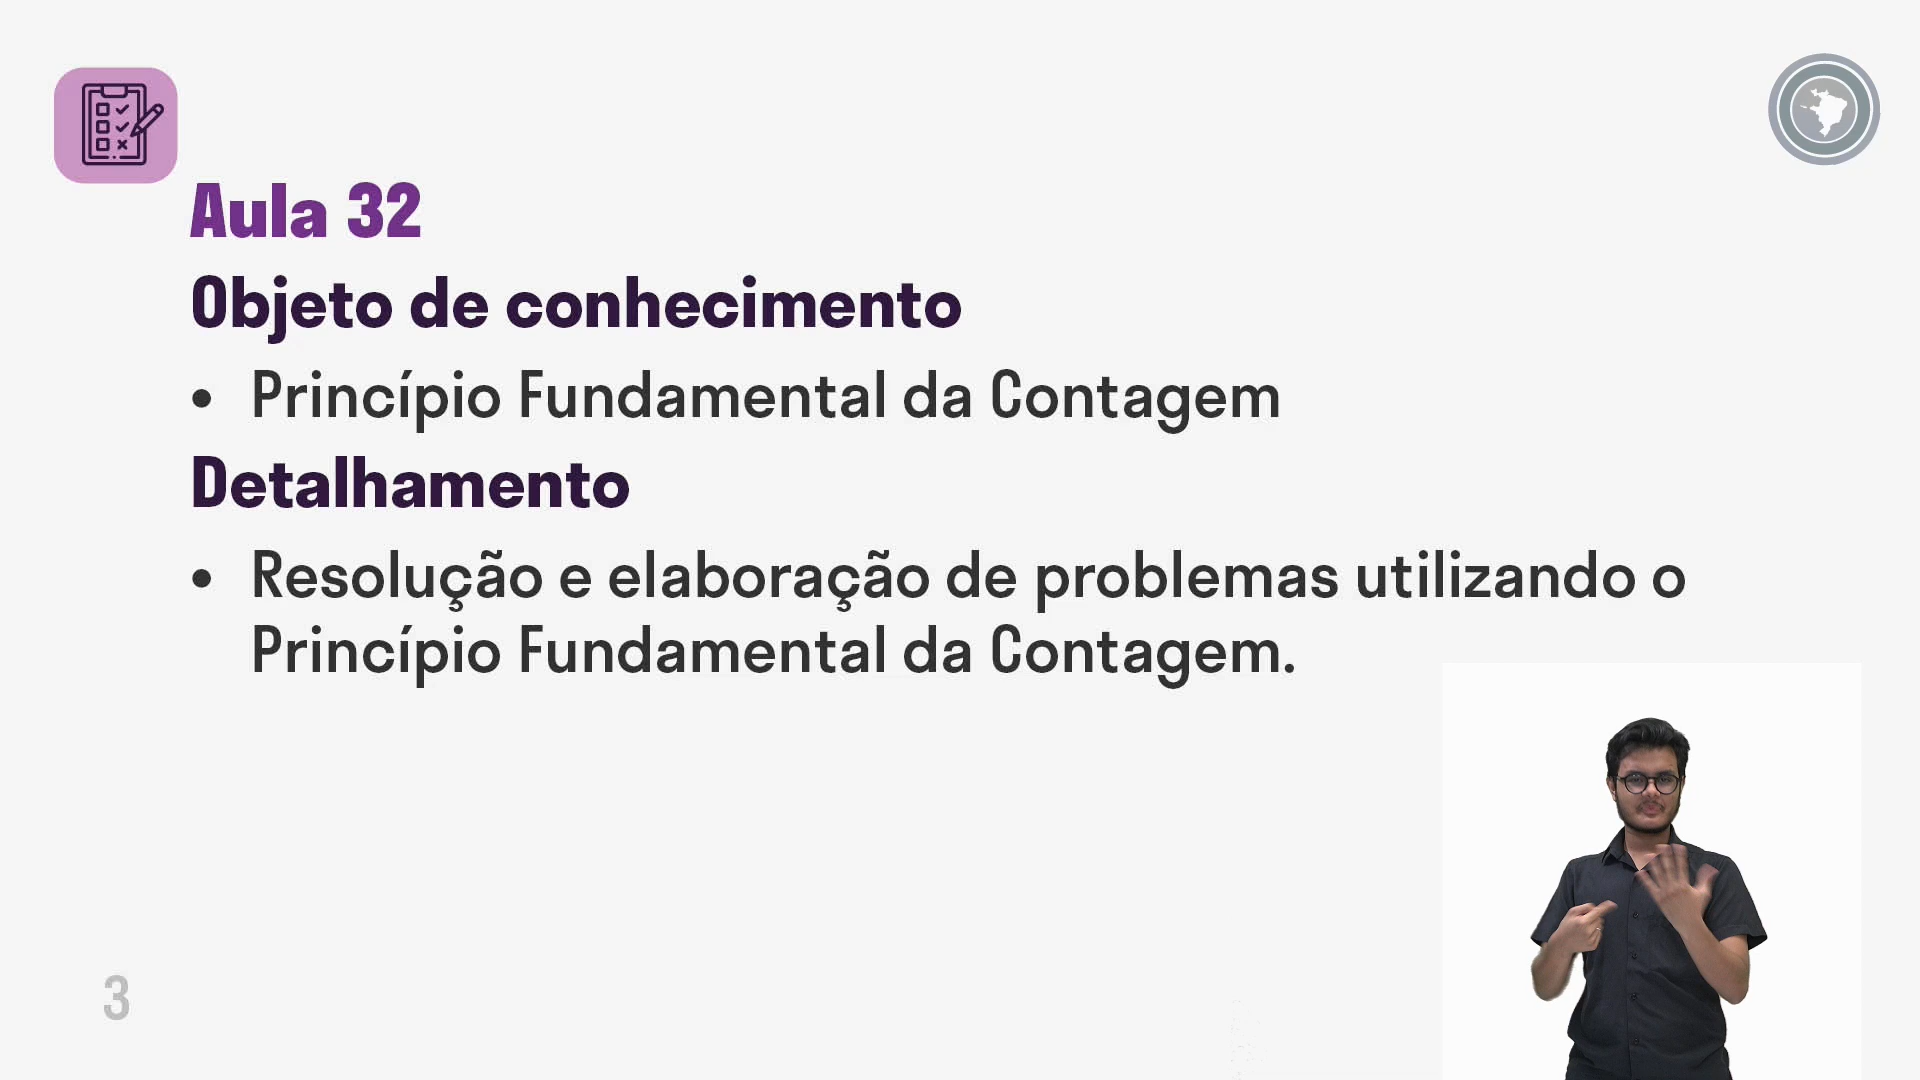 Aula 32
Objeto de conhecimento
• Princípio Fundamental da Contagem
Detalhamento
• Resolução e elaboração de problemas utilizando o
Princípio Fundamental da Contagem.
3